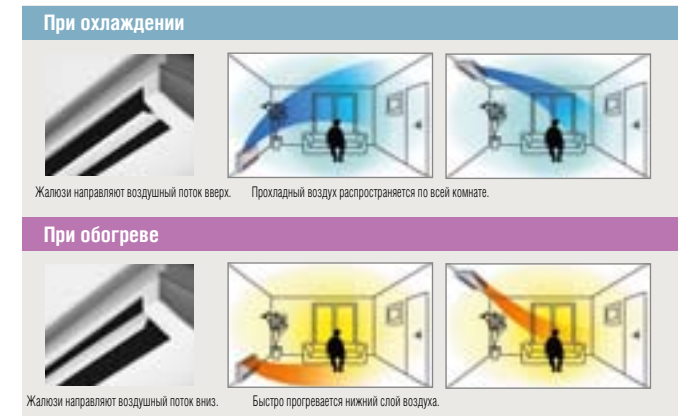 При охлаждении
Жалюзи направляют воздушный поток вверх.
Прохладный воздух распространяется по всей комнате.
При обогреве
Жалюзи направляют воздушный поток вниз.
Быстро прогревается нижний слой воздуха.